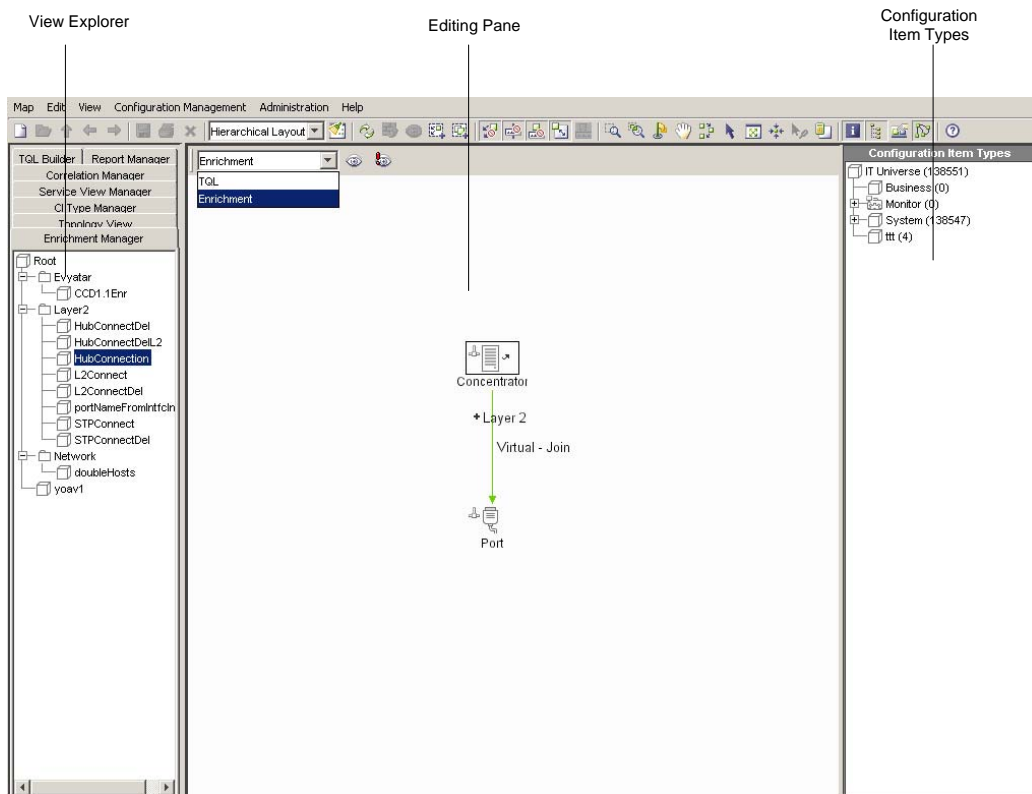 View Explorer
Editing Pane
Configuration
Item Types
Map Edit View Configuration Management Administration Help
Hierarchical Layout
TQL Builder Report Manager
Correlation Manager
Service View Manager
CI Type Manager
Topology View
Enrichment Manager
Root
Evyatar
CCD1.1Enr
Layer2
HubConnectDel
HubConnectDelL2
HubConnection
L2Connect
L2ConnectDel
portNameFromIntfcIn
STPConnect
STPConnectDel
Network
doubleHosts
yoav1
Enrichment
TQL
Enrichment
Concentrator
Layer 2
Virtual - Join
Port
Configuration Item Types
IT Universe (138551)
Business (0)
Monitor (0)
System (138547)
ttt (4)